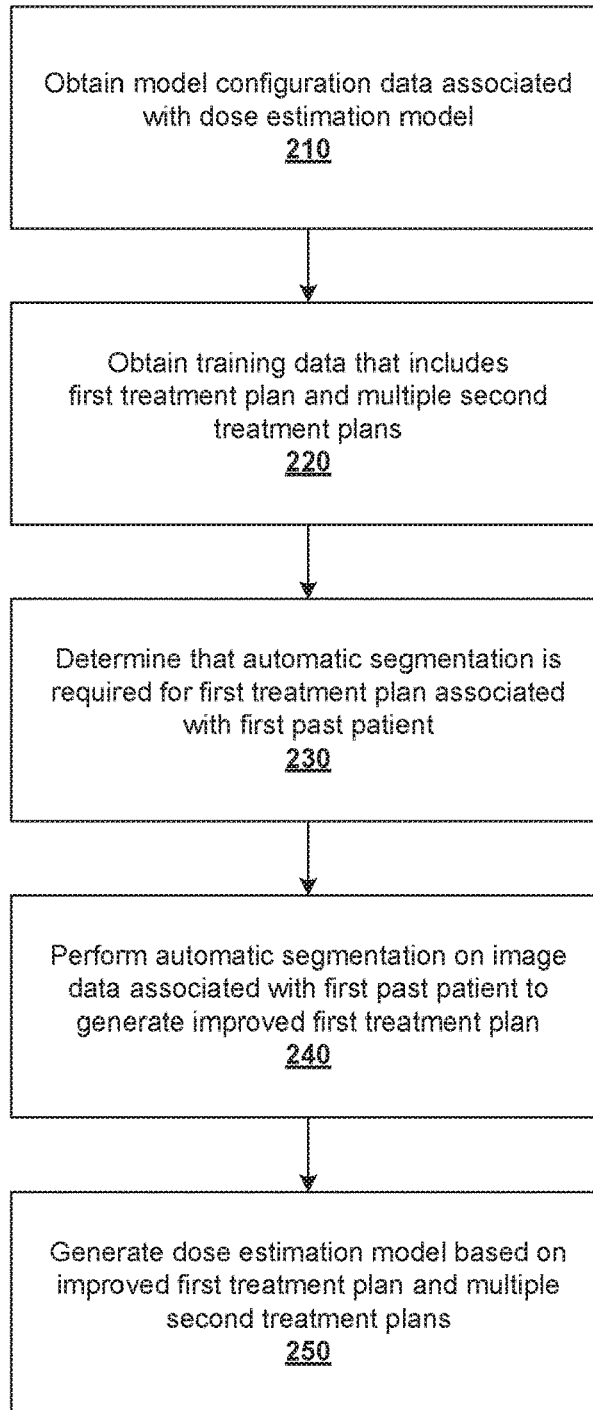 Obtain model configuration data associated
with dose estimation model
210
Obtain training data that includes
first treatment plan and multiple second
treatment plans
220
Determine that automatic segmentation is
required for first treatment plan associated
with first past patient
230
Perform automatic segmentation on image
data associated with first past patient to
generate improved first treatment plan
240
Generate dose estimation model based on
improved first treatment plan and multiple
second treatment plans
250